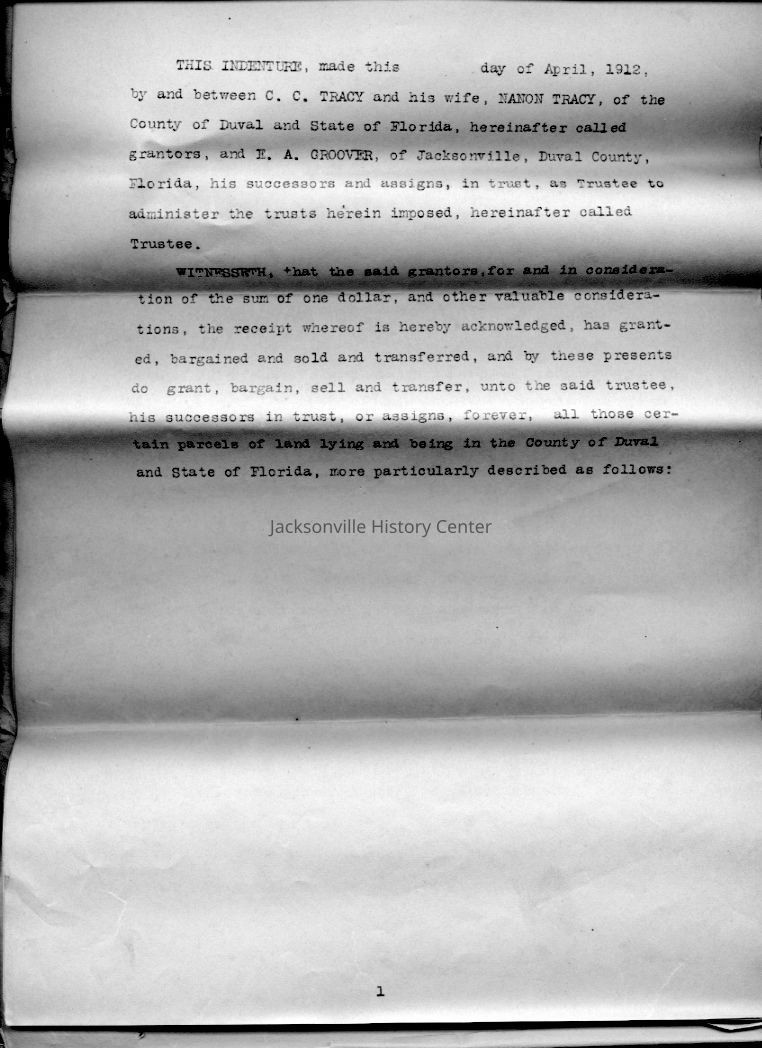 THIS INDENTURE, made this day of April, 1912,
by and between C. C. TRACY and his wife, NANON TRACY, of the
County of Duval and State of Florida, hereinafter called
grantors, and E. A. GROOVER, of Jacksonville, Duval County,
Florida, his successors and assigns, in trust, as Trustee to
administer the trusts herein imposed, hereinafter called
Trustee.
WITNESSETH, that the said grantors,for and in considera-
tion of the sum of one dollar, and other valuable considera-
tions, the receipt whereof is hereby acknowledged, has grant-
ed, bargained and sold and transferred, and by these presents
do grant, bargain, sell and transfer, unto the said trustee,
his successors in trust, or assigns, forever, all those cer-
tain parcels of land lying and being in the County of Duval
and State of Florida, more particularly described as follows:
Jacksonville History Center
1